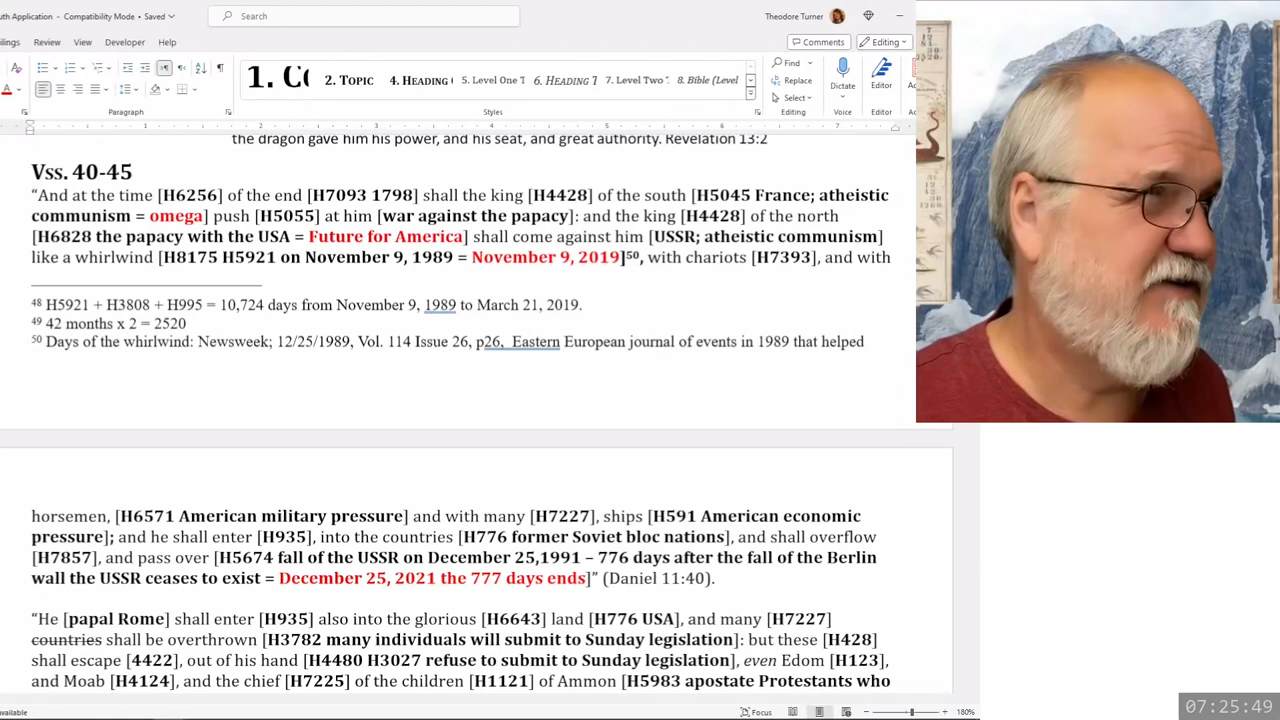 uth Application - Compatibility Mode • Saved
Search
Theodore Turner
ilings Review View Developer Help
Comments
Editing
1. Co
2. Topic
4. Heading
5. Level One
6. Heading
7. Level Two
8. Bible (Level
Find
Replace
Select
Dictate
Editor
Paragraph
Styles
Editing
Voice
Editor
1 2 3 4 5 6 7
the dragon gave him his power, and his seat, and great authority. Revelation 13:2
Vss. 40-45
“And at the time [H6256] of the end [H7093 1798] shall the king [H4428] of the south [H5045 France; atheistic
communism = omega] push [H5055] at him [war against the papacy]: and the king [H4428] of the north
[H6828 the papacy with the USA = Future for America] shall come against him [USSR; atheistic communism]
like a whirlwind [H8175 H5921 on November 9, 1989 = November 9, 2019]50, with chariots [H7393], and with
48 H5921 + H3808 + H995 = 10,724 days from November 9, 1989 to March 21, 2019.
49 42 months x 2 = 2520
50 Days of the whirlwind: Newsweek; 12/25/1989, Vol. 114 Issue 26, p26, Eastern European journal of events in 1989 that helped
horsemen, [H6571 American military pressure] and with many [H7227], ships [H591 American economic
pressure]; and he shall enter [H935], into the countries [H776 former Soviet bloc nations], and shall overflow
[H7857], and pass over [H5674 fall of the USSR on December 25,1991 – 776 days after the fall of the Berlin
wall the USSR ceases to exist = December 25, 2021 the 777 days ends]” (Daniel 11:40).
“He [papal Rome] shall enter [H935] also into the glorious [H6643] land [H776 USA], and many [H7227]
countries shall be overthrown [H3782 many individuals will submit to Sunday legislation]: but these [H428]
shall escape [4422], out of his hand [H4480 H3027 refuse to submit to Sunday legislation], even Edom [H123],
and Moab [H4124], and the chief [H7225] of the children [H1121] of Ammon [H5983 apostate Protestants who
vailable
Focus
180%
07:25:49